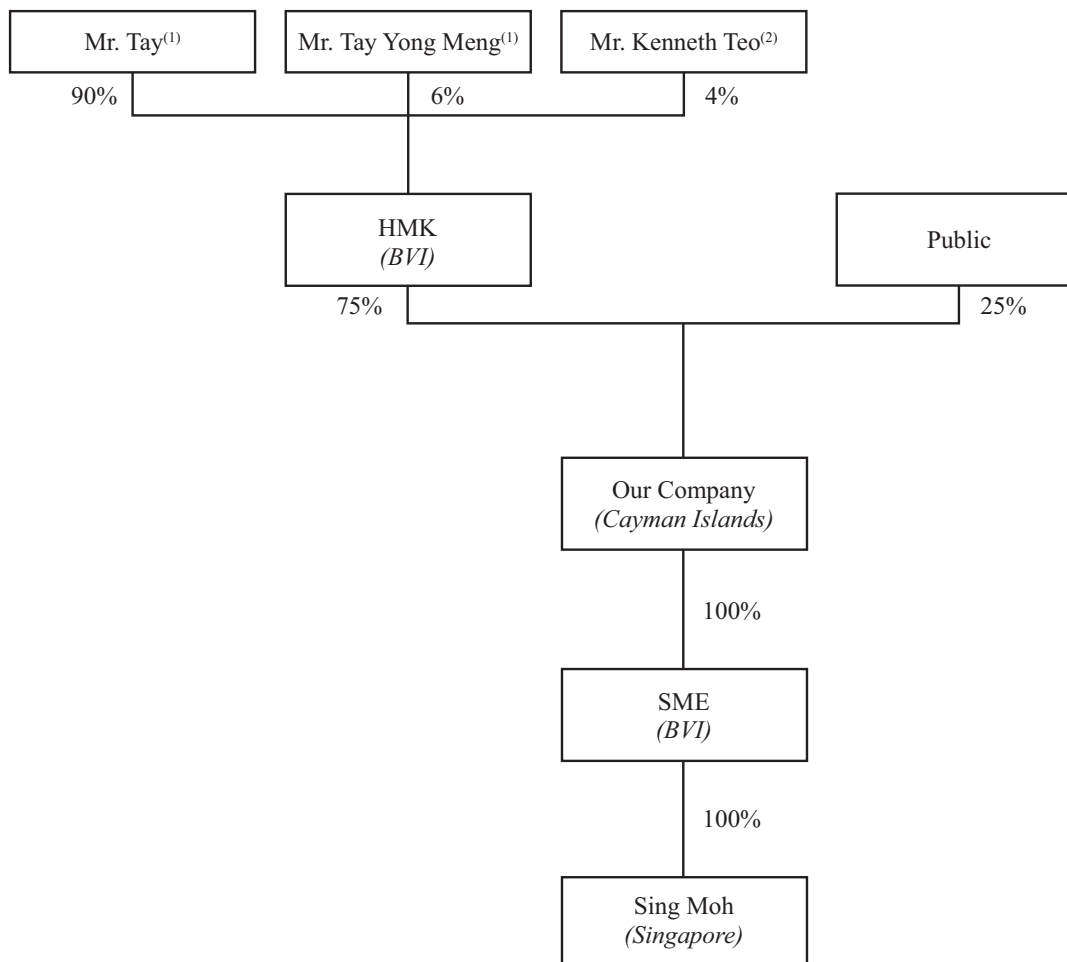 Mr. Tay(1)
Mr. Tay Yong Meng(1)
Mr. Kenneth Teo(2)
90%
6%
4%
HMK
(BVI)
Public
75%
25%
Our Company
(Cayman Islands)
100%
SME
(BVI)
100%
Sing Moh
(Singapore)